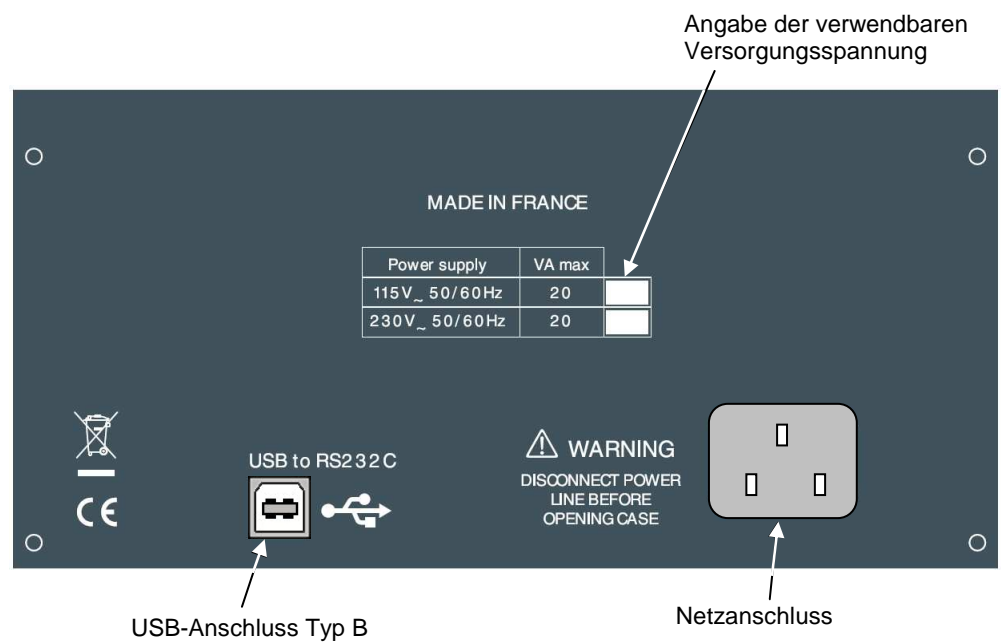 Angabe der verwendbaren
Versorgungsspannung
MADE IN FRANCE
Power supply VA max
115V~ 50/60Hz 20
230V~ 50/60Hz 20
USB to RS232C
CE
WARNING
DISCONNECT POWER
LINE BEFORE
OPENING CASE
USB-Anschluss Typ B
Netzanschluss